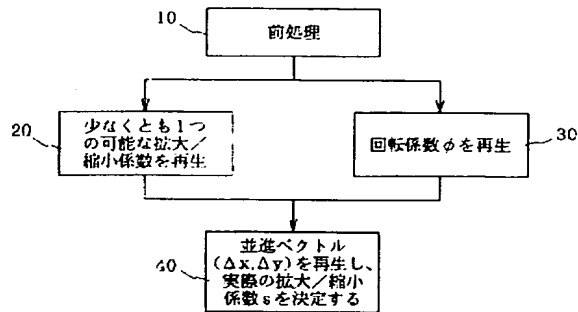 10
前処理
20
少なくとも1つ
の可能な拡大/
縮小係数を再生
回転係数φを再生
30
40
並進ベクトル
(Δx,Δy)を再生し、
実際の拡大/縮小
係数sを決定する